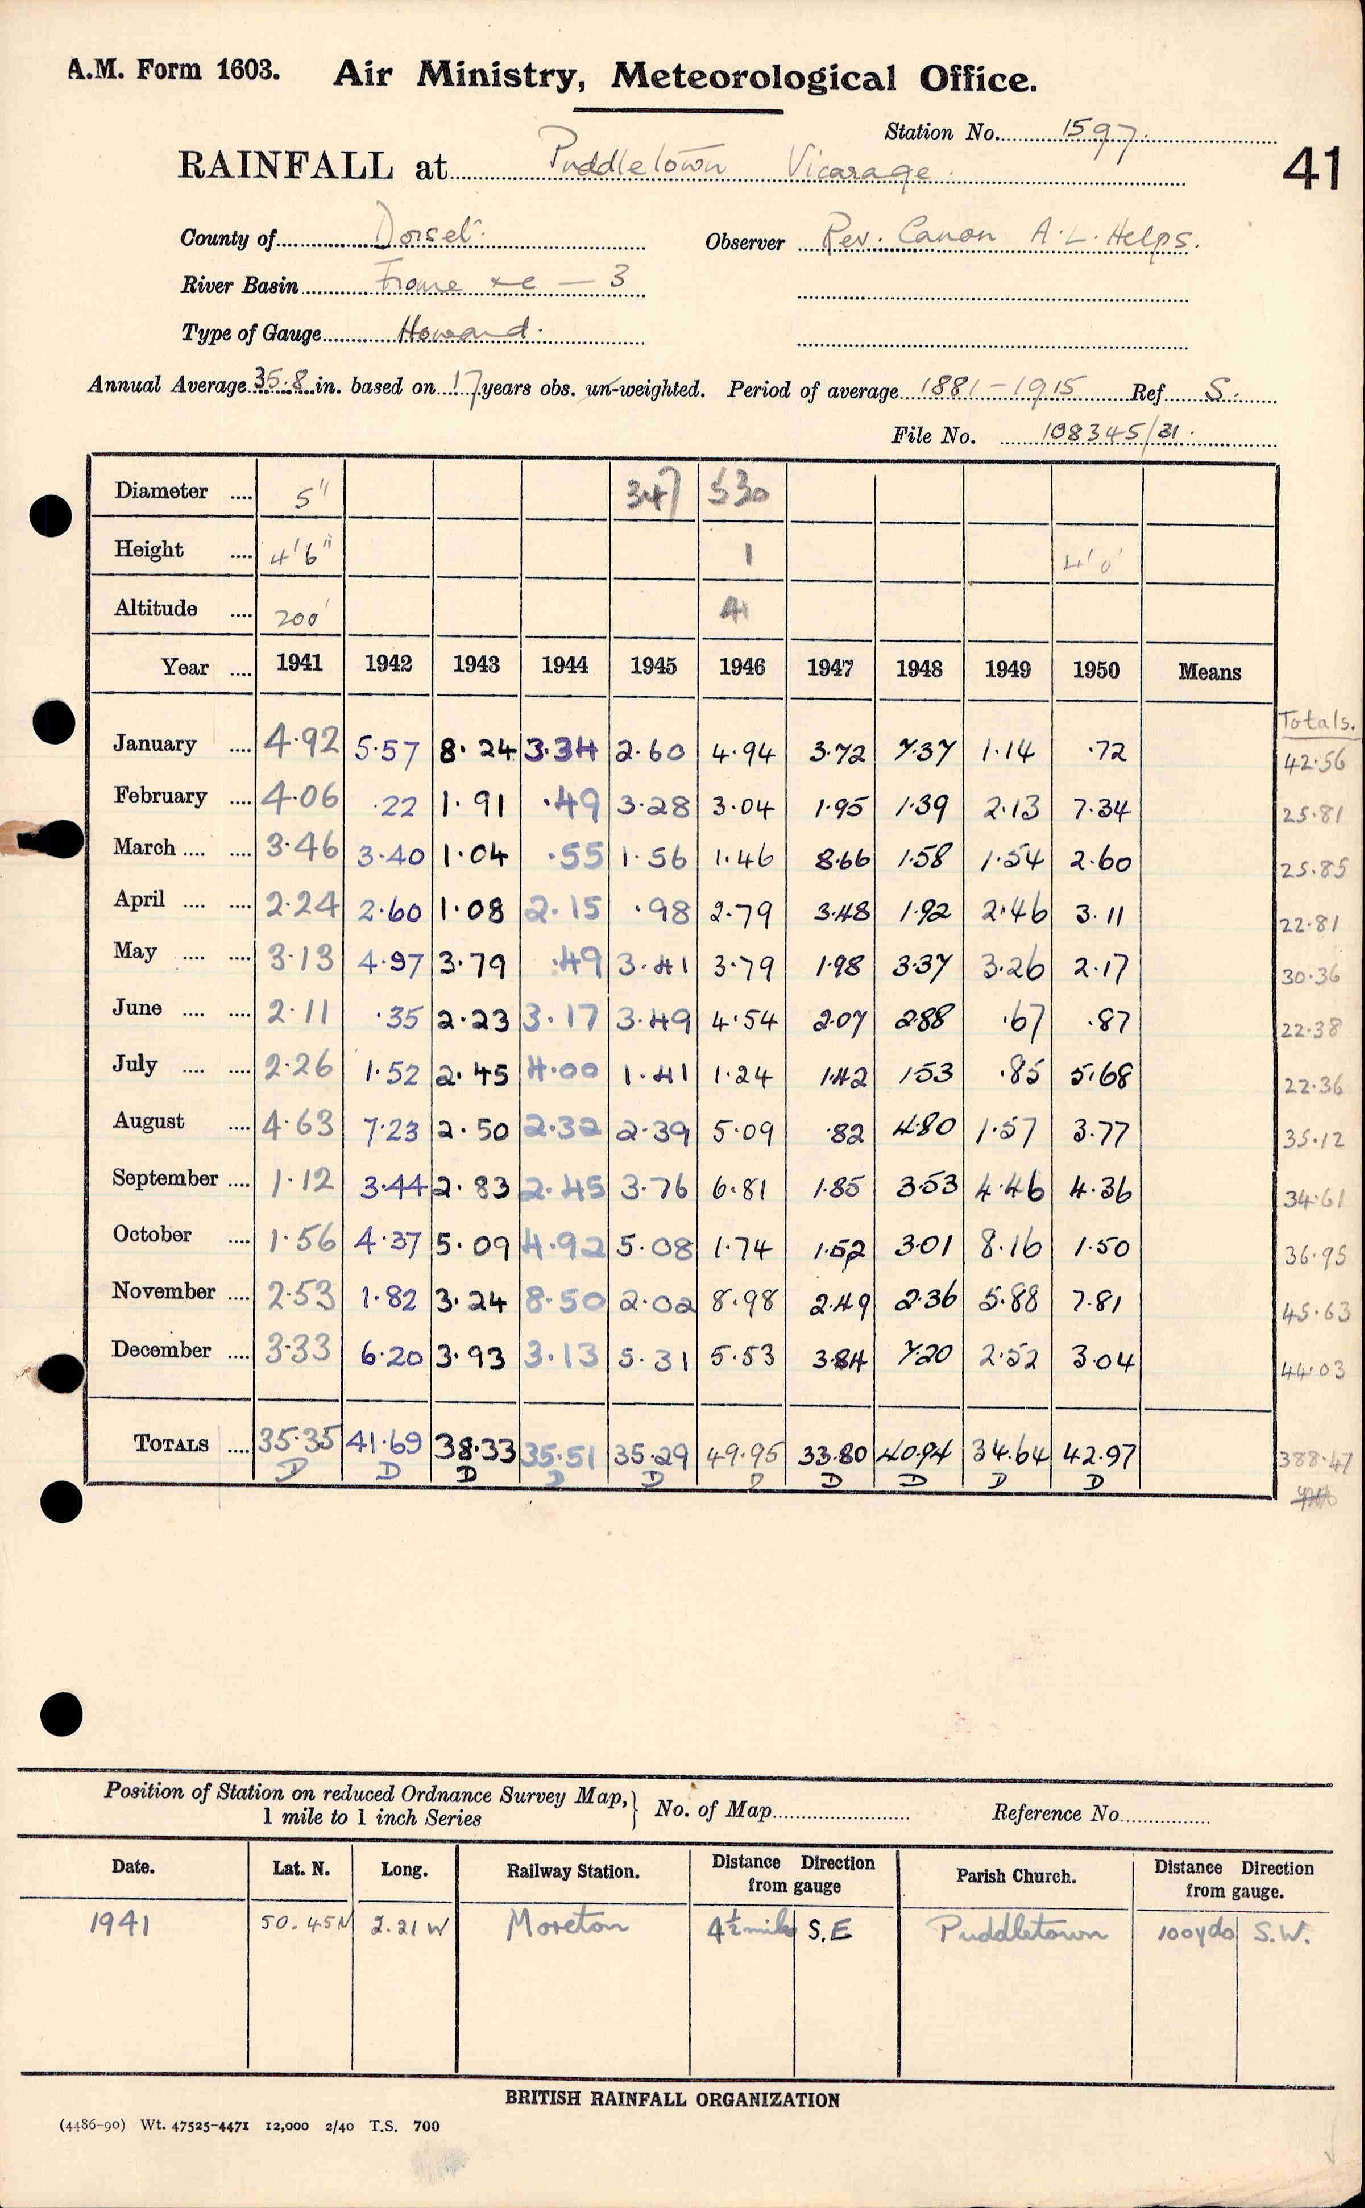 A.M. Form 1603. Air Ministry, Meteorological Office.
Station No. 1597
RAINFALL at Puddletown Vicarage. 41
County of Dorset. Observer Rev. Canon A. L. Helps.
River Basin Frome &c — 3
Type of Gauge Howard.
Annual Average 35.8 in. based on 17 years obs. un-weighted. Period of average 1881-1915 Ref S.
File No. 108345/31.
Diameter .... 5" 347 530
Height .... 4'6" 1 4'0"
Altitude .... 200' 41
Year .... 1941 1942 1943 1944 1945 1946 1947 1948 1949 1950 Means
Totals.
January .... 4.92 5.57 8.24 3.34 2.60 4.94 3.72 7.37 1.14 .72 42.56
February .... 4.06 .22 1.91 .49 3.28 3.04 1.95 1.39 2.13 7.34 25.81
March .... .... 3.46 3.40 1.04 .55 1.56 1.46 8.66 1.58 1.54 2.60 25.85
April .... .... 2.24 2.60 1.08 2.15 .98 2.79 3.48 1.92 2.46 3.11 22.81
May .... .... 3.13 4.97 3.79 .49 3.41 3.79 1.98 3.37 3.26 2.17 30.36
June .... .... 2.11 .35 2.23 3.17 3.49 4.54 2.07 2.88 .67 .87 22.38
July .... .... 2.26 1.52 2.45 4.00 1.41 1.24 1.42 1.53 .85 5.68 22.36
August .... 4.63 7.23 2.50 2.32 2.39 5.09 .82 4.80 1.57 3.77 35.12
September .... 1.12 3.44 2.83 2.45 3.76 6.81 1.85 3.53 4.46 4.36 34.61
October .... 1.56 4.37 5.09 4.92 5.08 1.74 1.52 3.01 8.16 1.50 36.95
November .... 2.53 1.82 3.24 8.50 2.02 8.98 2.49 2.36 5.88 7.81 45.63
December .... 3.33 6.20 3.93 3.13 5.31 5.53 3.84 7.20 2.52 3.04 44.03
TOTALS .... 35.35 41.69 38.33 35.51 35.29 49.95 33.80 40.94 34.64 42.97 388.47
D D D D D D D D D D
Position of Station on reduced Ordnance Survey Map, 1 mile to 1 inch Series } No. of Map Reference No.
Date. Lat. N. Long. Railway Station. Distance Direction from gauge Parish Church. Distance Direction from gauge.
1941 50.45N 2.21W Moreton 4½ miles S.E Puddletown 100yds S.W.
BRITISH RAINFALL ORGANIZATION
(4486-90) Wt. 47525-4471 12,000 2/40 T.S. 700